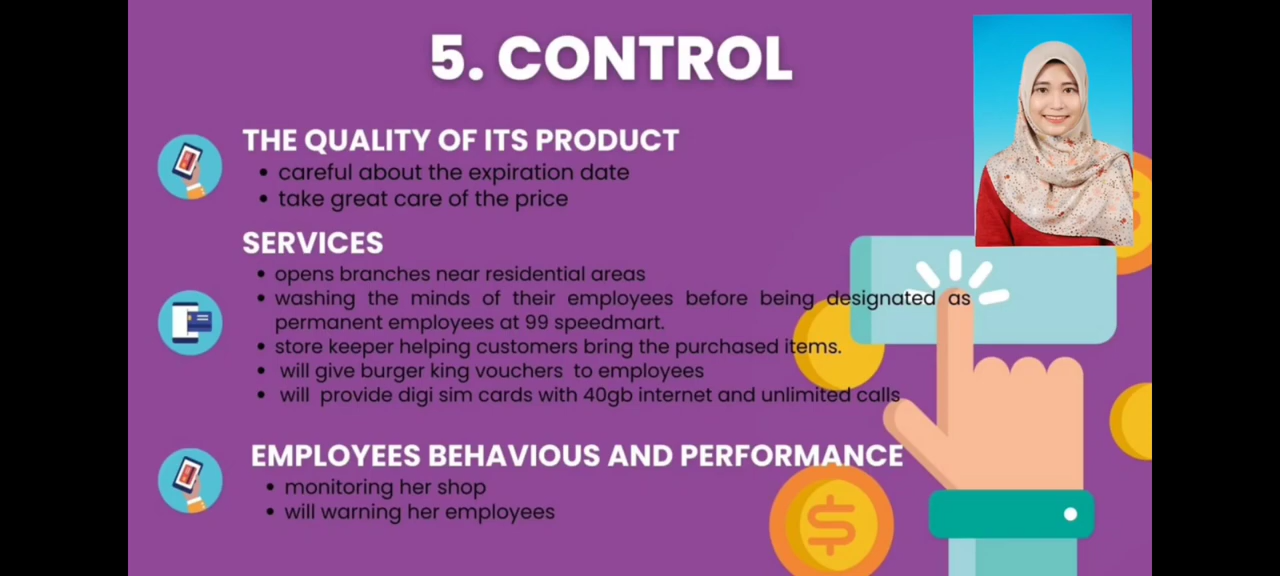 5. CONTROL
THE QUALITY OF ITS PRODUCT
• careful about the expiration date
• take great care of the price
SERVICES
• opens branches near residential areas
• washing the minds of their employees before being designated as
permanent employees at 99 speedmart.
• store keeper helping customers bring the purchased items.
• will give burger king vouchers to employees
• will provide digi sim cards with 40gb internet and unlimited calls
EMPLOYEES BEHAVIOUS AND PERFORMANCE
• monitoring her shop
• will warning her employees